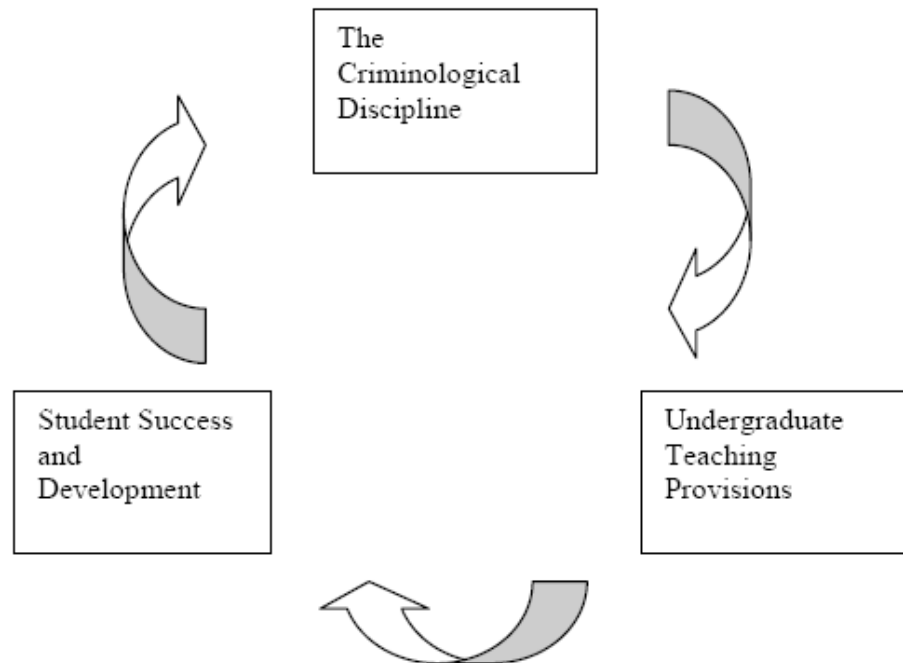 The
Criminological
Discipline
Student Success
and
Development
Undergraduate
Teaching
Provisions